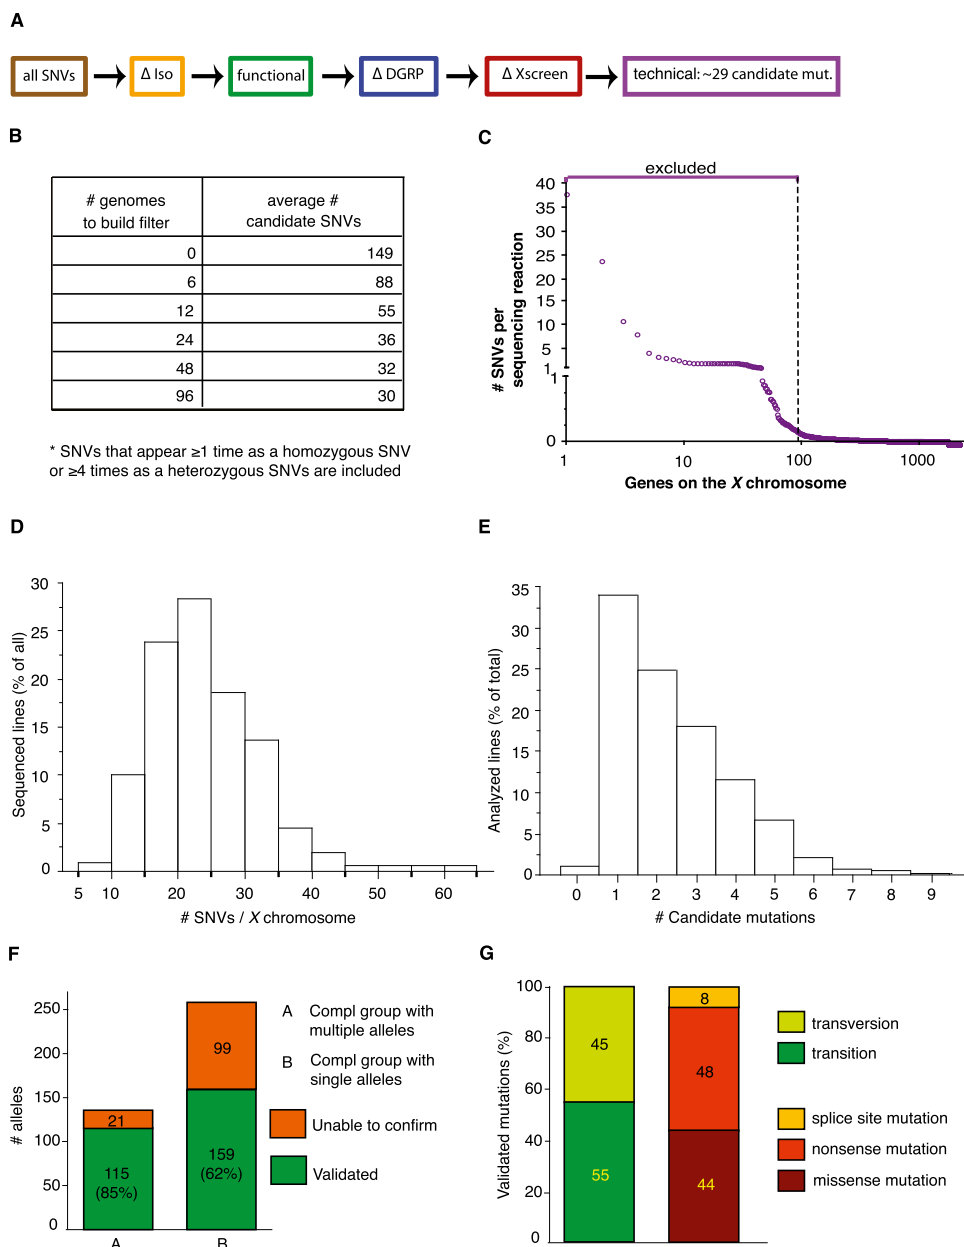 A
all SNVs
Δ Iso
functional
Δ DGRP
Δ Xscreen
technical: ~29 candidate mut.
B
# genomes to build filter
average # candidate SNVs
0 149
6 88
12 55
24 36
48 32
96 30
* SNVs that appear ≥1 time as a homozygous SNV
or ≥4 times as a heterozygous SNVs are included
C
excluded
# SNVs per
sequencing reaction
40
35
30
25
20
15
10
5
1
1
0
1 10 100 1000
Genes on the X chromosome
D
Sequenced lines (% of all)
30
25
20
15
10
5
0
5 10 20 30 40 50 60
# SNVs / X chromosome
E
Analyzed lines (% of total)
35
30
25
20
15
10
5
0
0 1 2 3 4 5 6 7 8 9
# Candidate mutations
F
# alleles
250
200
150
100
50
0
21
115
(85%)
99
159
(62%)
A B
A Compl group with
multiple alleles
B Compl group with
single alleles
Unable to confirm
Validated
G
Validated mutations (%)
100
80
60
40
20
0
45
55
8
48
44
transversion
transition
splice site mutation
nonsense mutation
missense mutation